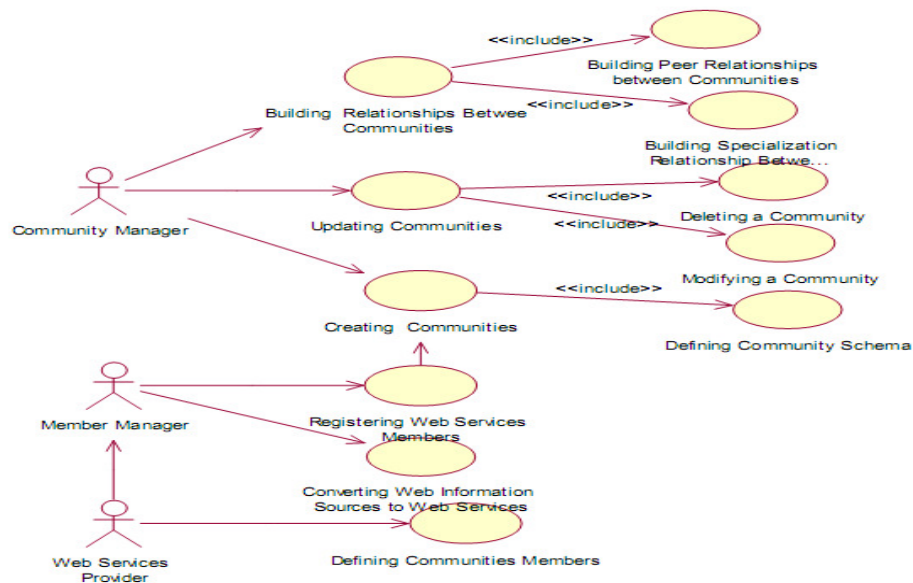 <<include>>
Building Peer Relationships
between Communities
<<include>>
Building Relationships Betwee
Communities
Building Specialization
Relationship Betwe...
<<include>>
Deleting a Community
Community Manager
Updating Communities
<<include>>
Modifying a Community
<<include>>
Creating Communities
Defining Community Schema
Member Manager
Registering Web Services
Members
Converting Web Information
Sources to Web Services
Web Services
Provider
Defining Communities Members